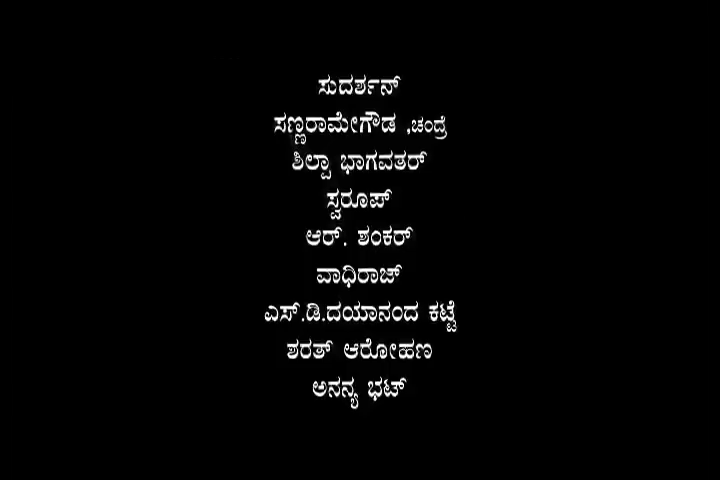 ಸುದರ್ಶನ್
ಸಣ್ಣರಾಮೇಗೌಡ ,ಚಂದ್ರೆ
ಶಿಲ್ಪಾ ಭಾಗವತರ್
ಸ್ವರೂಪ್
ಆರ್. ಶಂಕರ್
ವಾಧಿರಾಜ್
ಎಸ್.ಡಿ.ದಯಾನಂದ ಕಟ್ಟೆ
ಶರತ್ ಆರೋಹಣ
ಅನನ್ಯ ಭಟ್